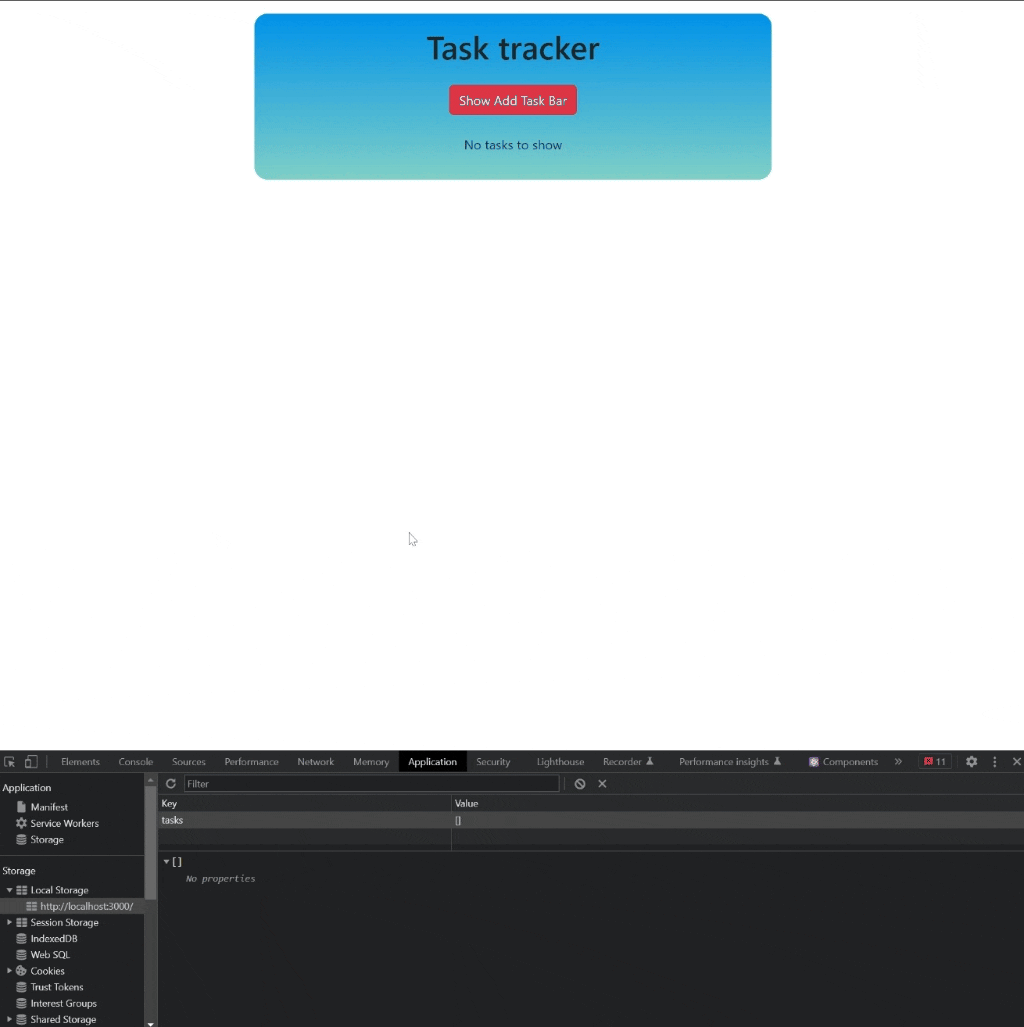 Task tracker
Show Add Task Bar
No tasks to show
Elements Console Sources Performance Network Memory Application Security Lighthouse Recorder Performance insights Components » 11
Application
Manifest
Service Workers
Storage
Storage
Local Storage
http://localhost:3000/
Session Storage
IndexedDB
Web SQL
Cookies
Trust Tokens
Interest Groups
Shared Storage
Filter
Key Value
tasks []
[]
No properties